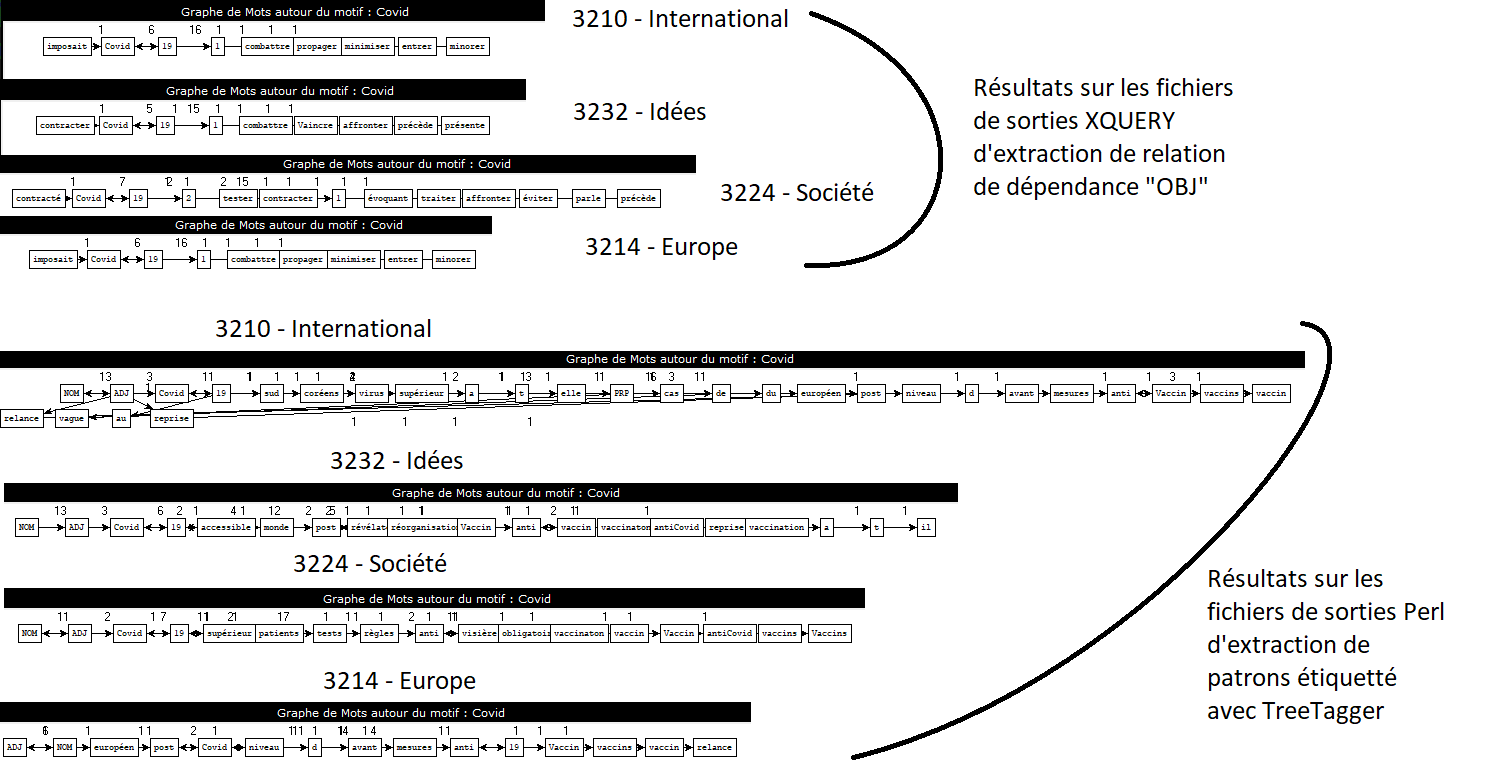 Graphe de Mots autour du motif : Covid
3210 - International
1 6 16 1 1 1 1
imposait Covid 19 1 combattre propager minimiser entrer minorer
Résultats sur les fichiers
de sorties XQUERY
d'extraction de relation
de dépendance "OBJ"
Graphe de Mots autour du motif : Covid
3232 - Idées
1 5 1 15 1 1 1 1
contracter Covid 19 1 combattre Vaincre affronter précède présente
Graphe de Mots autour du motif : Covid
3224 - Société
1 7 1 2 15 1 1 1 1 1
contracté Covid 19 2 tester contracter 1 évoquant traiter affronter éviter parle précède
Graphe de Mots autour du motif : Covid
3214 - Europe
1 6 16 1 1 1 1
imposait Covid 19 1 combattre propager minimiser entrer minorer
3210 - International
Graphe de Mots autour du motif : Covid
13 3 11 1 1 1 1 1 2 1 13 1 11 3 11 1 1 1 1 1 3 1
NOM ADJ Covid 19 sud coréens virus supérieur a t elle PRP cas de du européen post niveau d avant mesures anti Vaccin vaccins vaccin
relance vague au reprise
1 1 1 1
3232 - Idées
Graphe de Mots autour du motif : Covid
13 3 6 2 1 4 1 12 2 1 1 1 1 2 11 1 1 1
NOM ADJ Covid 19 accessible monde post révélat réorganisatio Vaccin anti vaccin vaccinaton antiCovid reprise vaccination a t il
3224 - Société
Graphe de Mots autour du motif : Covid
11 2 1 7 11 21 17 1 11 1 2 1 11 1 1 1 1
NOM ADJ Covid 19 supérieur patients tests règles anti visière obligatoi vaccinaton vaccin Vaccin antiCovid vaccins Vaccins
Résultats sur les
fichiers de sorties Perl
d'extraction de
patrons étiquetté
avec TreeTagger
3214 - Europe
Graphe de Mots autour du motif : Covid
1 11 2 1 111 1 14 1 4 11 1 1 1
ADJ NOM européen post Covid niveau d avant mesures anti 19 Vaccin vaccins vaccin relance